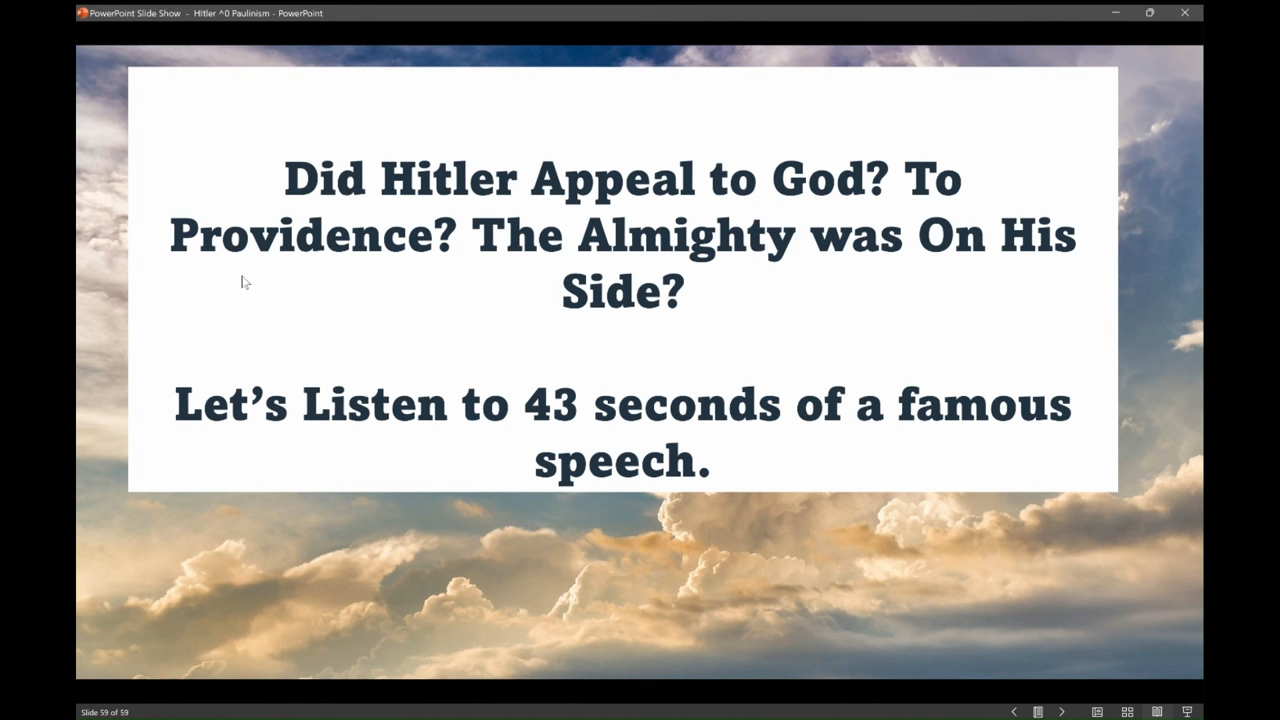 PowerPoint Slide Show - HItler ^0 Paulinism - PowerPoint
Did Hitler Appeal to God? To
Providence? The Almighty was On His
Side?
Let’s Listen to 43 seconds of a famous
speech.
Slide 59 of 59